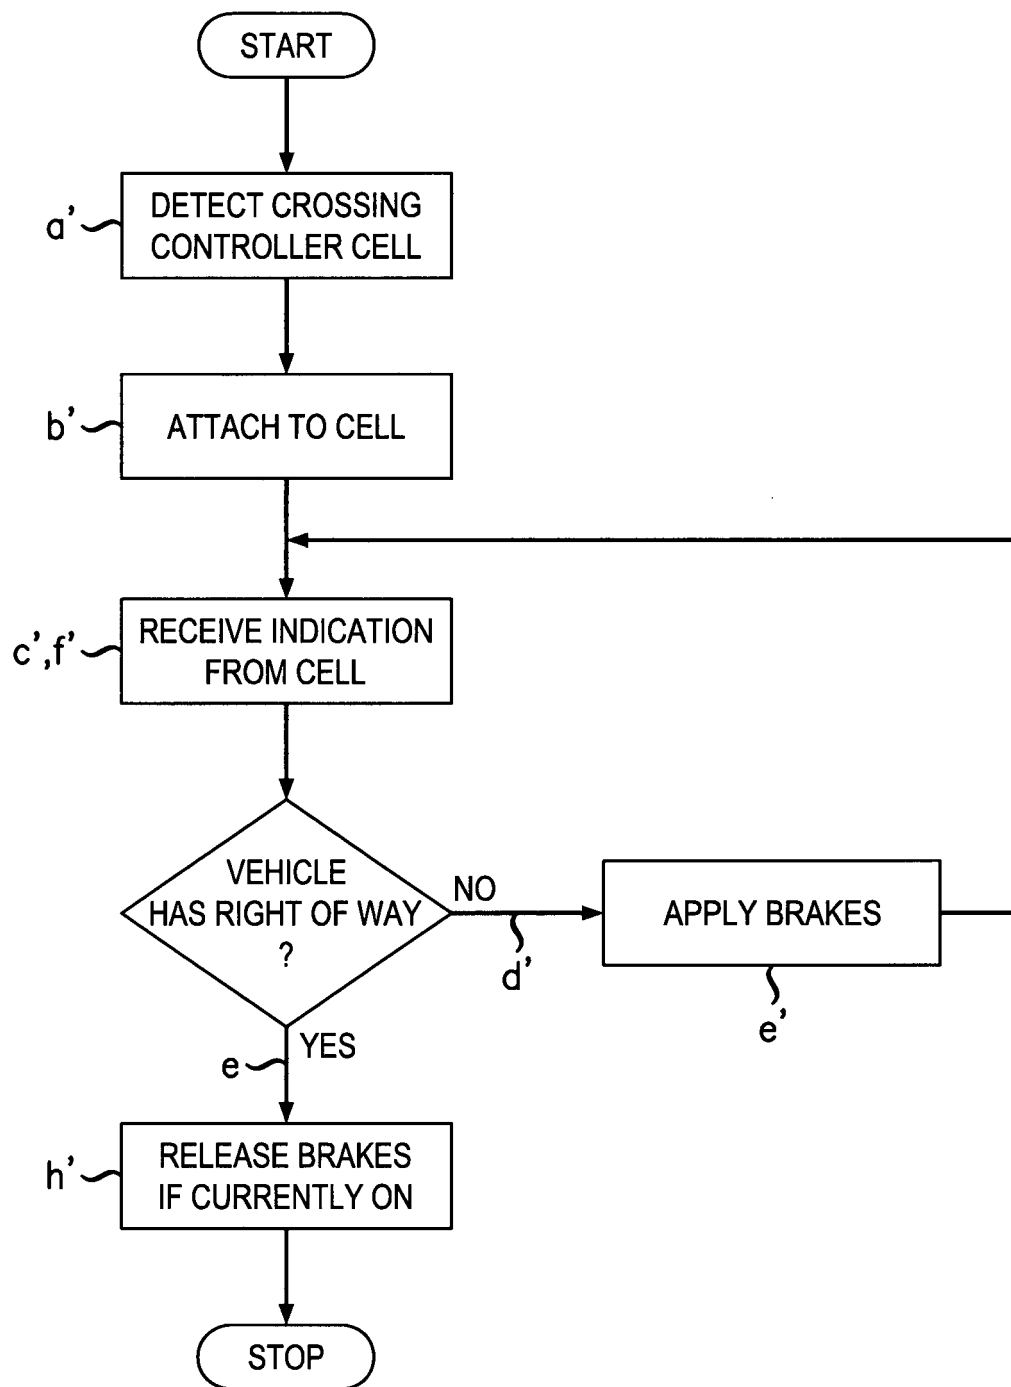 START
a'
DETECT CROSSING
CONTROLLER CELL
b'
ATTACH TO CELL
c',f'
RECEIVE INDICATION
FROM CELL
VEHICLE
HAS RIGHT OF WAY
?
NO
d'
APPLY BRAKES
e'
YES
e
h'
RELEASE BRAKES
IF CURRENTLY ON
STOP